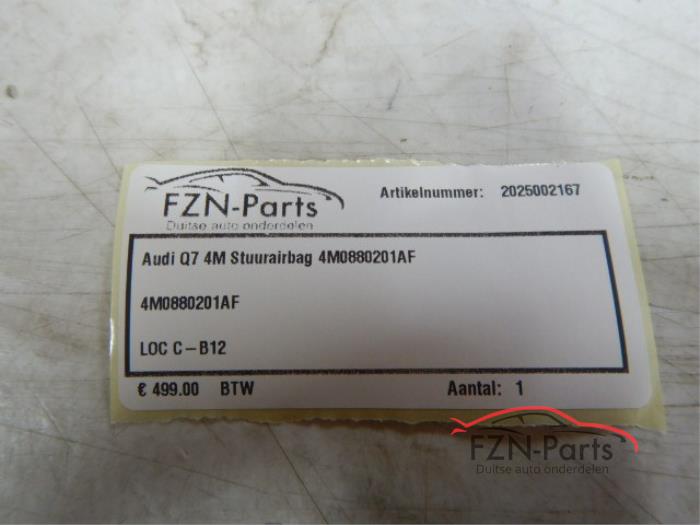 FZN-Parts
Duitse auto onderdelen
Artikelnummer: 2025002167
Audi Q7 4M Stuurairbag 4M0880201AF
4M0880201AF
LOC C-B12
€ 499.00 BTW Aantal: 1
FZN-Parts
Duitse auto onderdelen